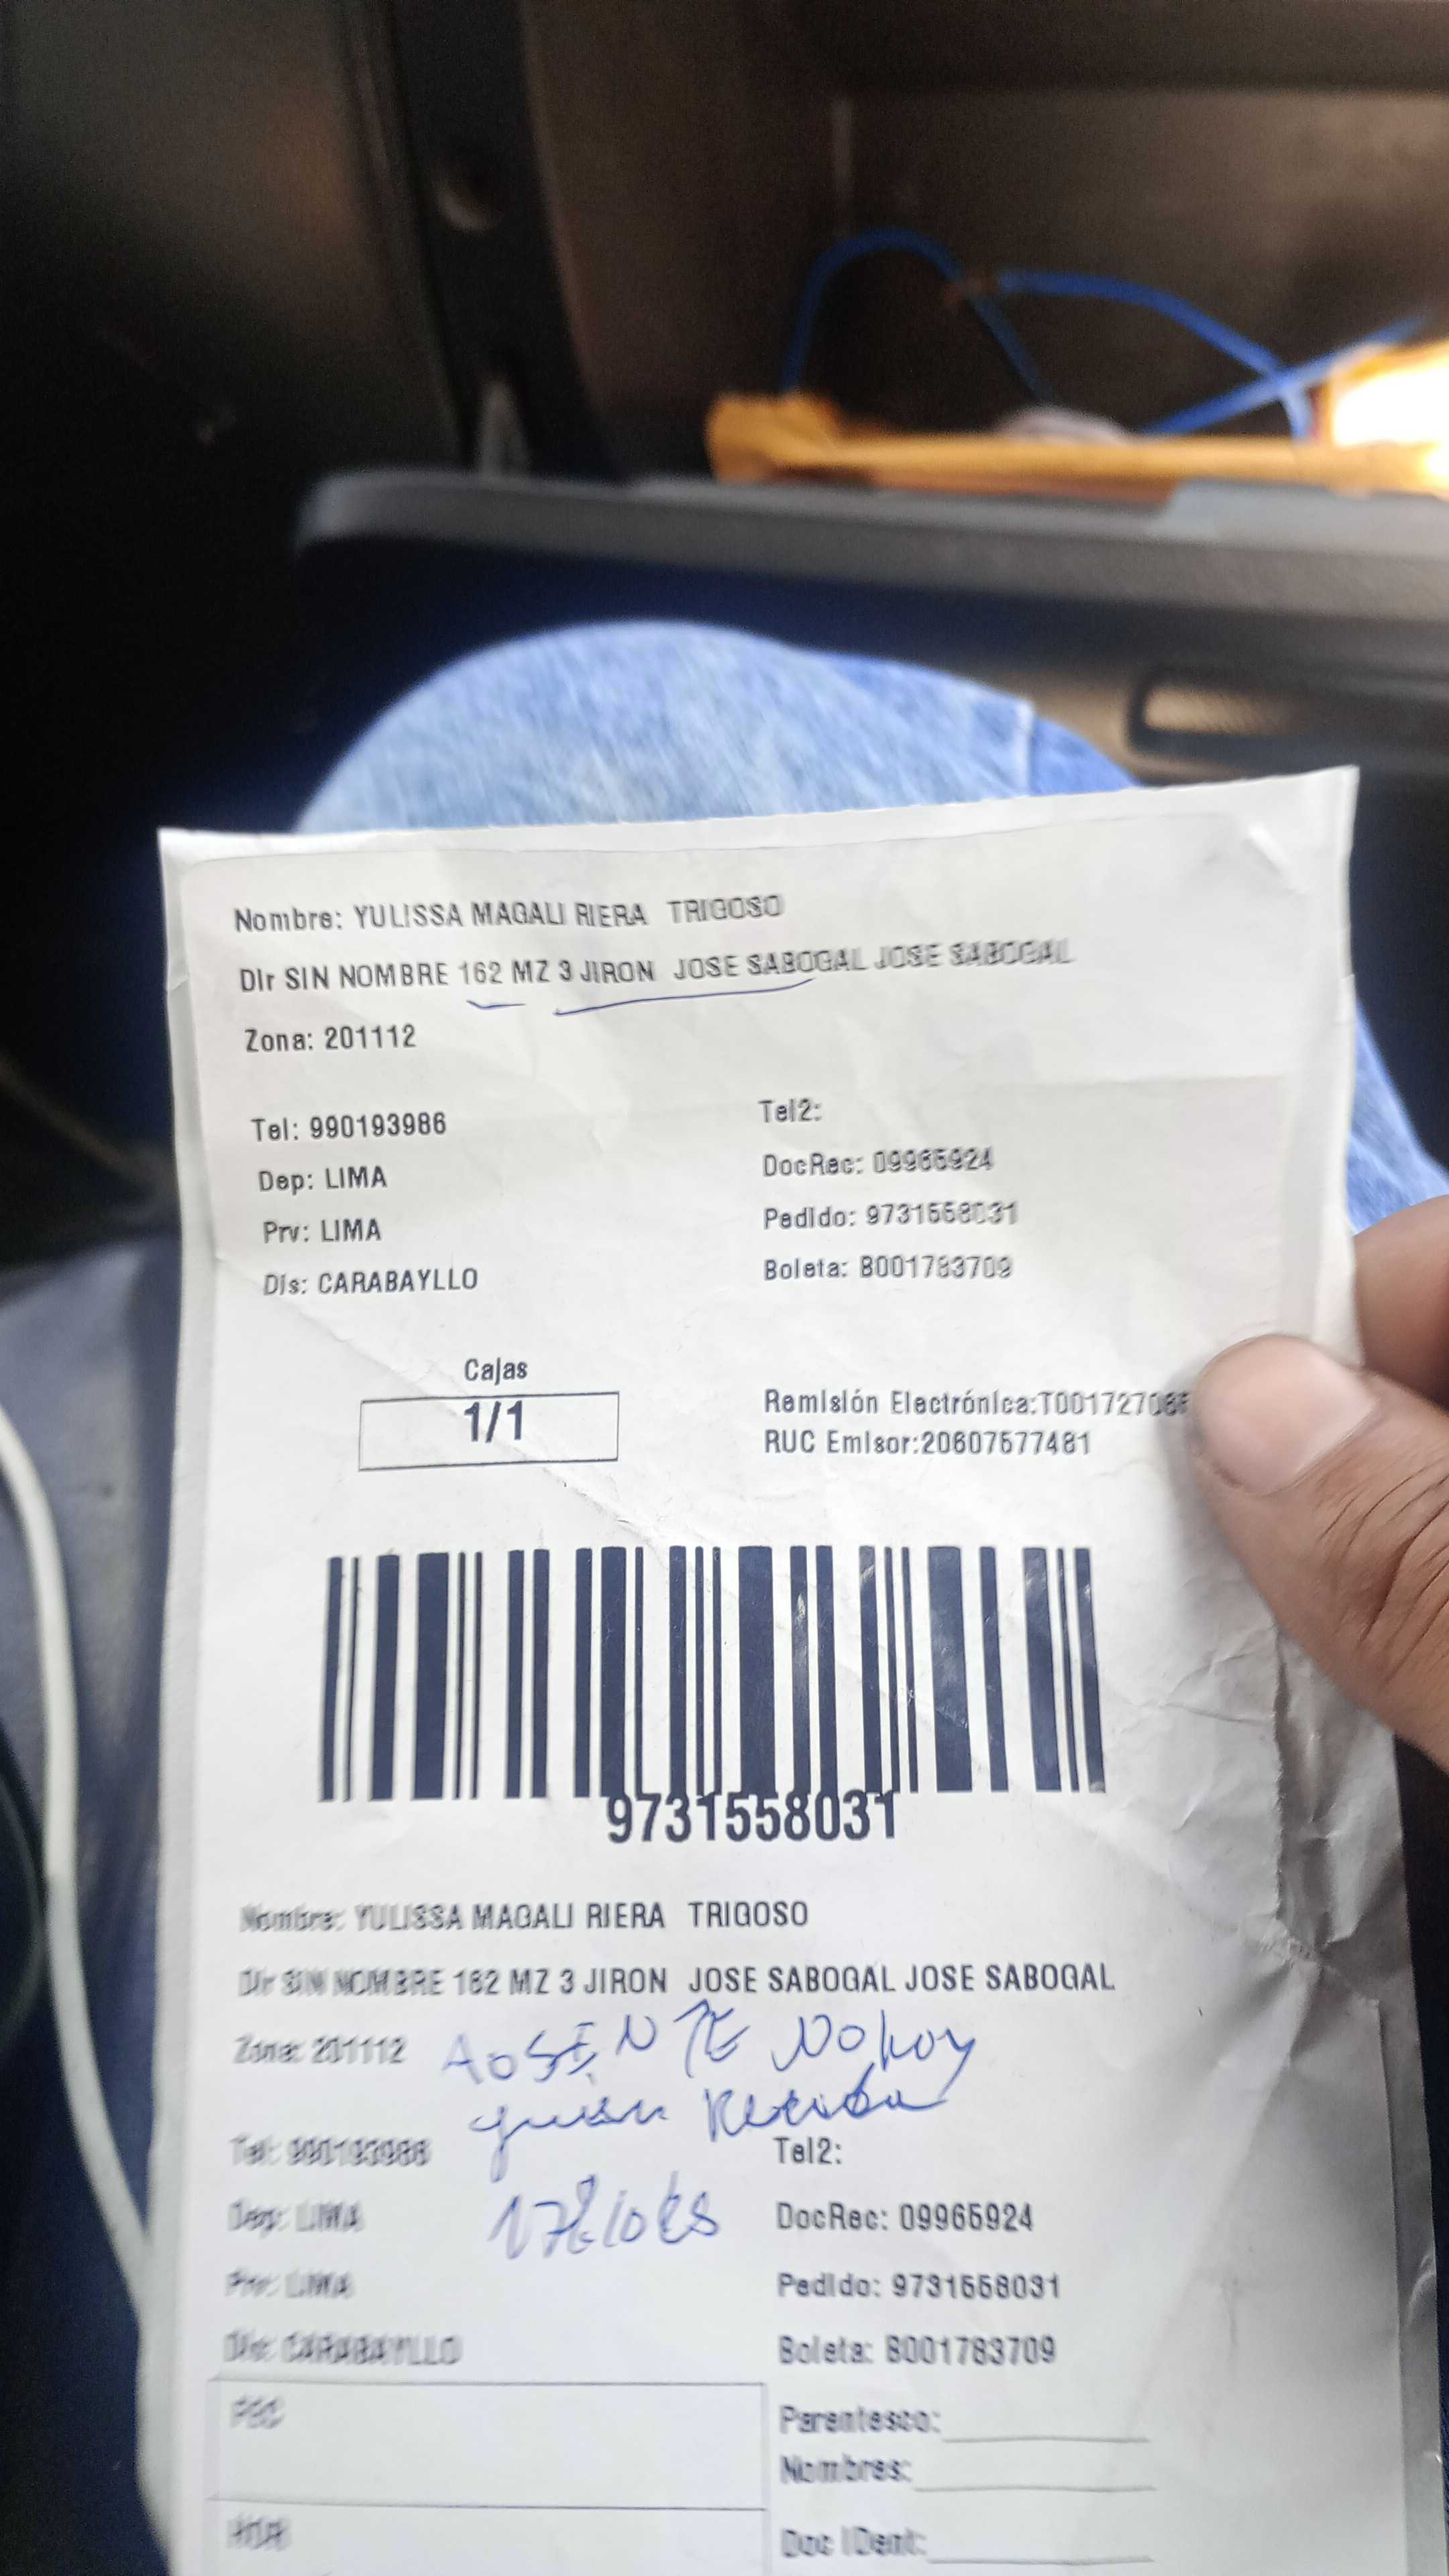 Nombre: YULISSA MAGALI RIERA TRIGOSO
Dir SIN NOMBRE 162 MZ 3 JIRON JOSE SABOGAL JOSE SABOGAL
Zona: 201112
Tel: 990193986
Tel2:
Dep: LIMA
DocRec: 09965924
Prv: LIMA
Pedido: 9731558031
Dis: CARABAYLLO
Boleta: B001783709
Cajas
1/1
Remisión Electrónica:T00172706
RUC Emisor:20607577481
9731558031
Nombre: YULISSA MAGALI RIERA TRIGOSO
Dir SIN NOMBRE 162 MZ 3 JIRON JOSE SABOGAL JOSE SABOGAL
Zona: 201112
AUSENTE No hay
quien Reciba
Tel: 990193986
Tel2:
Dep: LIMA
DocRec: 09965924
Prv: LIMA
Pedido: 9731558031
Dis: CARABAYLLO
Boleta: B001783709
Parentesco:
Nombres:
Doc IDent: